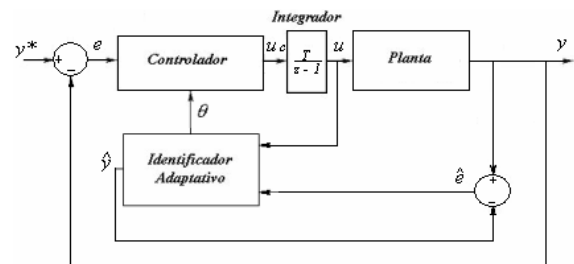 Integrador
y*
+
−
e
Controlador
u c
T
z - 1
u
Planta
y
θ
ŷ
Identificador
Adaptativo
ê
+
−